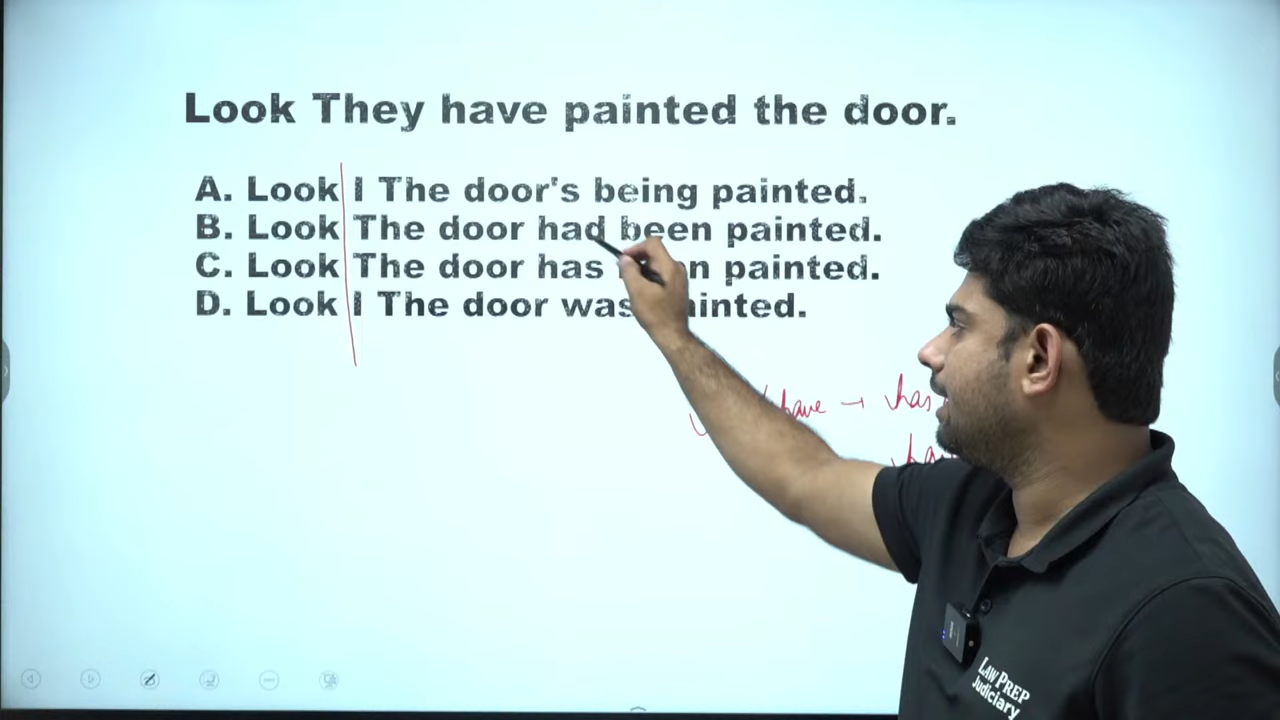 Look They have painted the door.
A. Look I The door's being painted.
B. Look The door had been painted.
C. Look The door has painted.
D. Look I The door was
have → has
LAW PREP
Judiciary